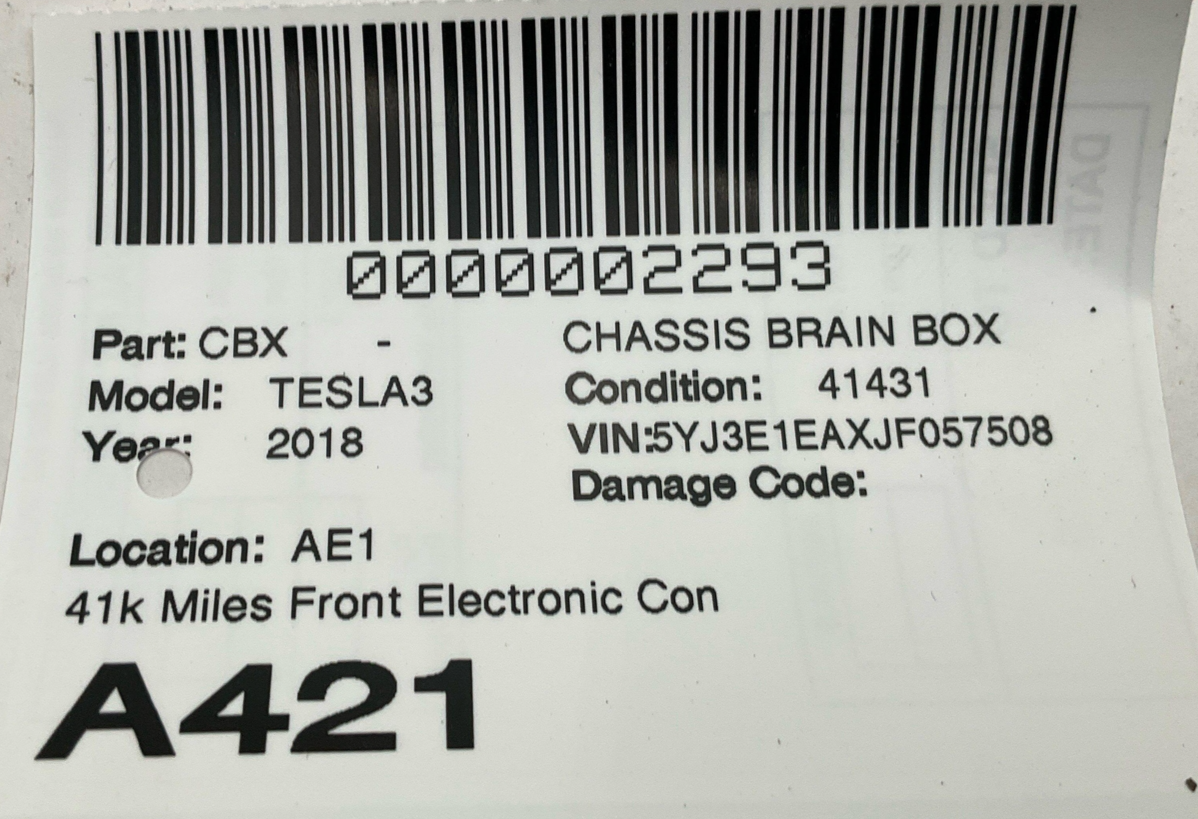 0000002293
Part: CBX - CHASSIS BRAIN BOX
Model: TESLA3 Condition: 41431
Year: 2018 VIN:5YJ3E1EAXJF057508
Damage Code:
Location: AE1
41k Miles Front Electronic Con
A421
DATE